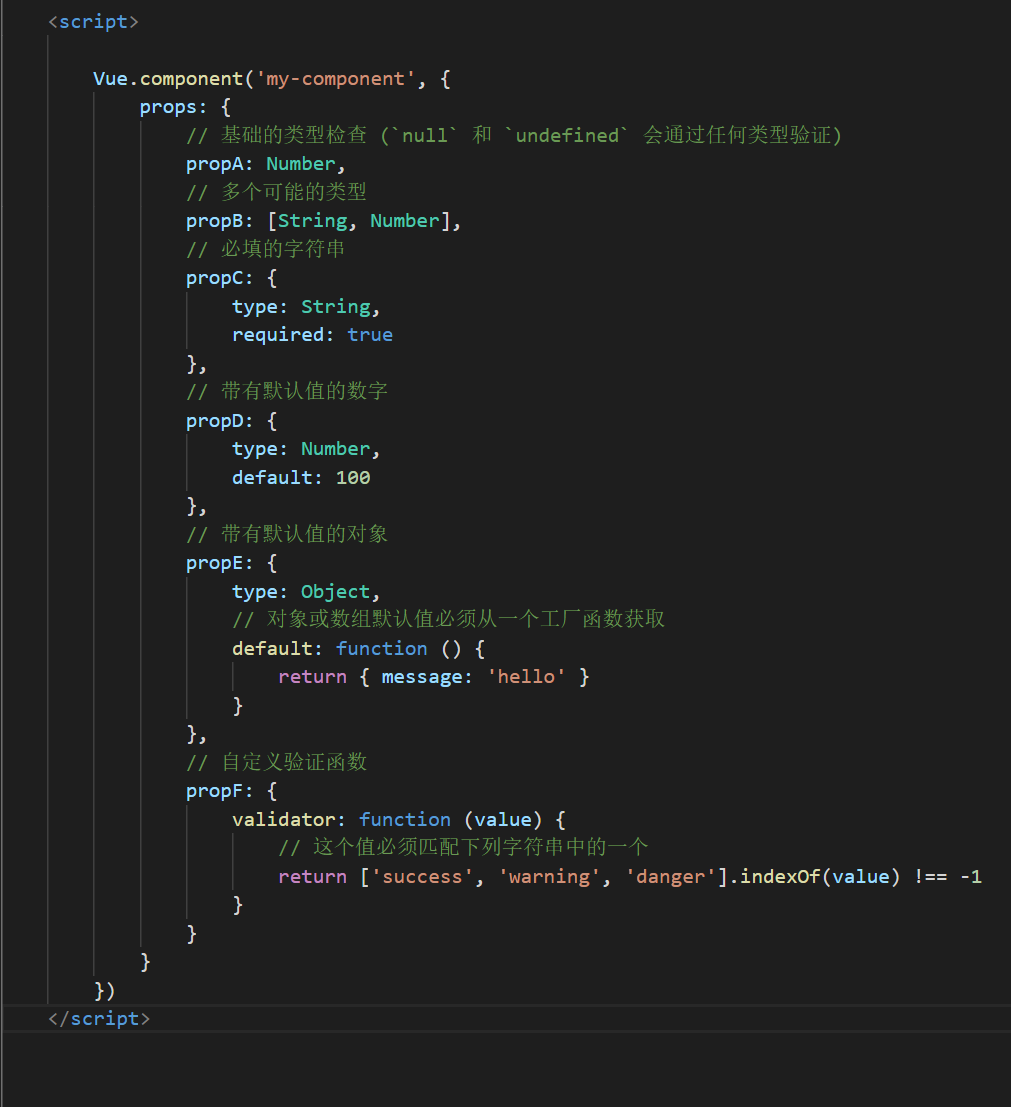 <script>
Vue.component('my-component', {
props: {
// 基础的类型检查 (`null` 和 `undefined` 会通过任何类型验证)
propA: Number,
// 多个可能的类型
propB: [String, Number],
// 必填的字符串
propC: {
type: String,
required: true
},
// 带有默认值的数字
propD: {
type: Number,
default: 100
},
// 带有默认值的对象
propE: {
type: Object,
// 对象或数组默认值必须从一个工厂函数获取
default: function () {
return { message: 'hello' }
}
},
// 自定义验证函数
propF: {
validator: function (value) {
// 这个值必须匹配下列字符串中的一个
return ['success', 'warning', 'danger'].indexOf(value) !== -1
}
}
}
})
</script>